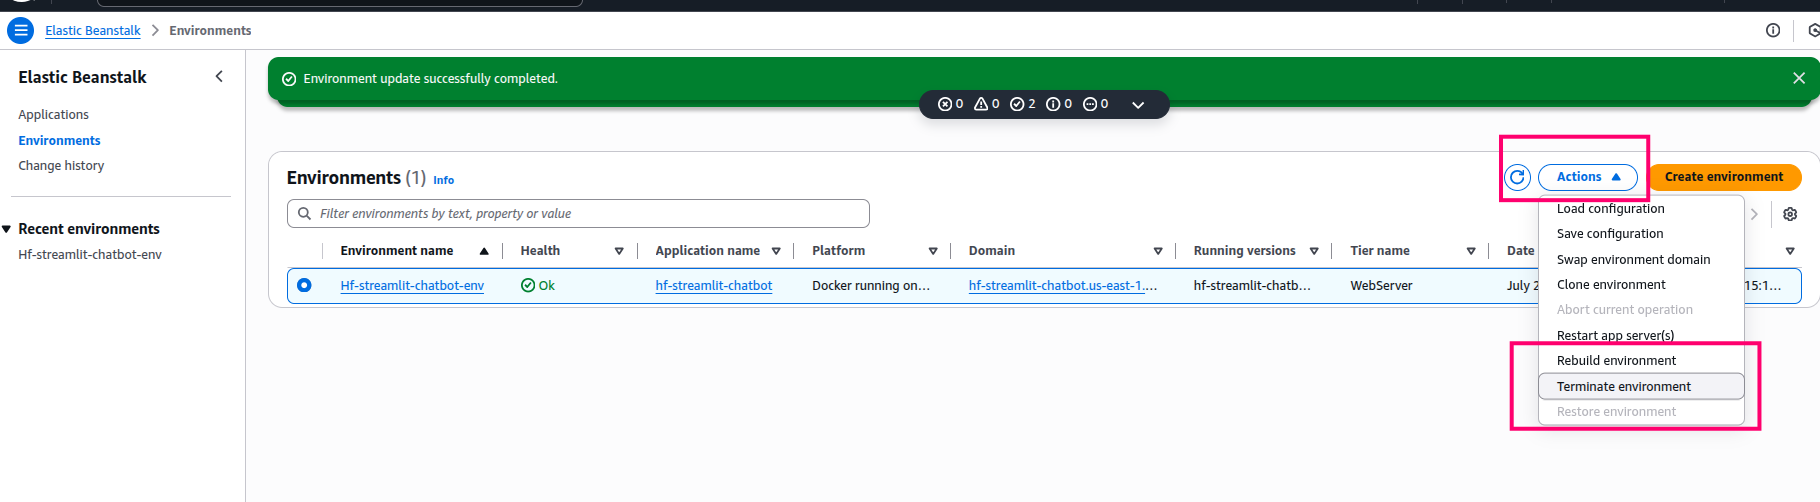 Elastic Beanstalk > Environments
Elastic Beanstalk
Applications
Environments
Change history
Recent environments
Hf-streamlit-chatbot-env
Environment update successfully completed.
0 0 2 0 0
Environments (1) Info
Actions
Create environment
Filter environments by text, property or value
Environment name Health Application name Platform Domain Running versions Tier name Date
Hf-streamlit-chatbot-env Ok hf-streamlit-chatbot Docker running on... hf-streamlit-chatbot.us-east-1.... hf-streamlit-chatb... WebServer July 2 15:1...
Load configuration
Save configuration
Swap environment domain
Clone environment
Abort current operation
Restart app server(s)
Rebuild environment
Terminate environment
Restore environment